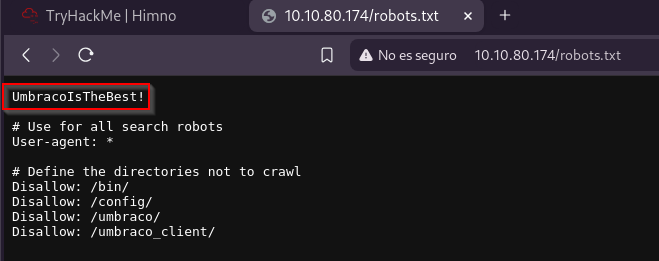 TryHackMe | Himno
10.10.80.174/robots.txt
No es seguro 10.10.80.174/robots.txt
UmbracoIsTheBest!
# Use for all search robots
User-agent: *
# Define the directories not to crawl
Disallow: /bin/
Disallow: /config/
Disallow: /umbraco/
Disallow: /umbraco_client/